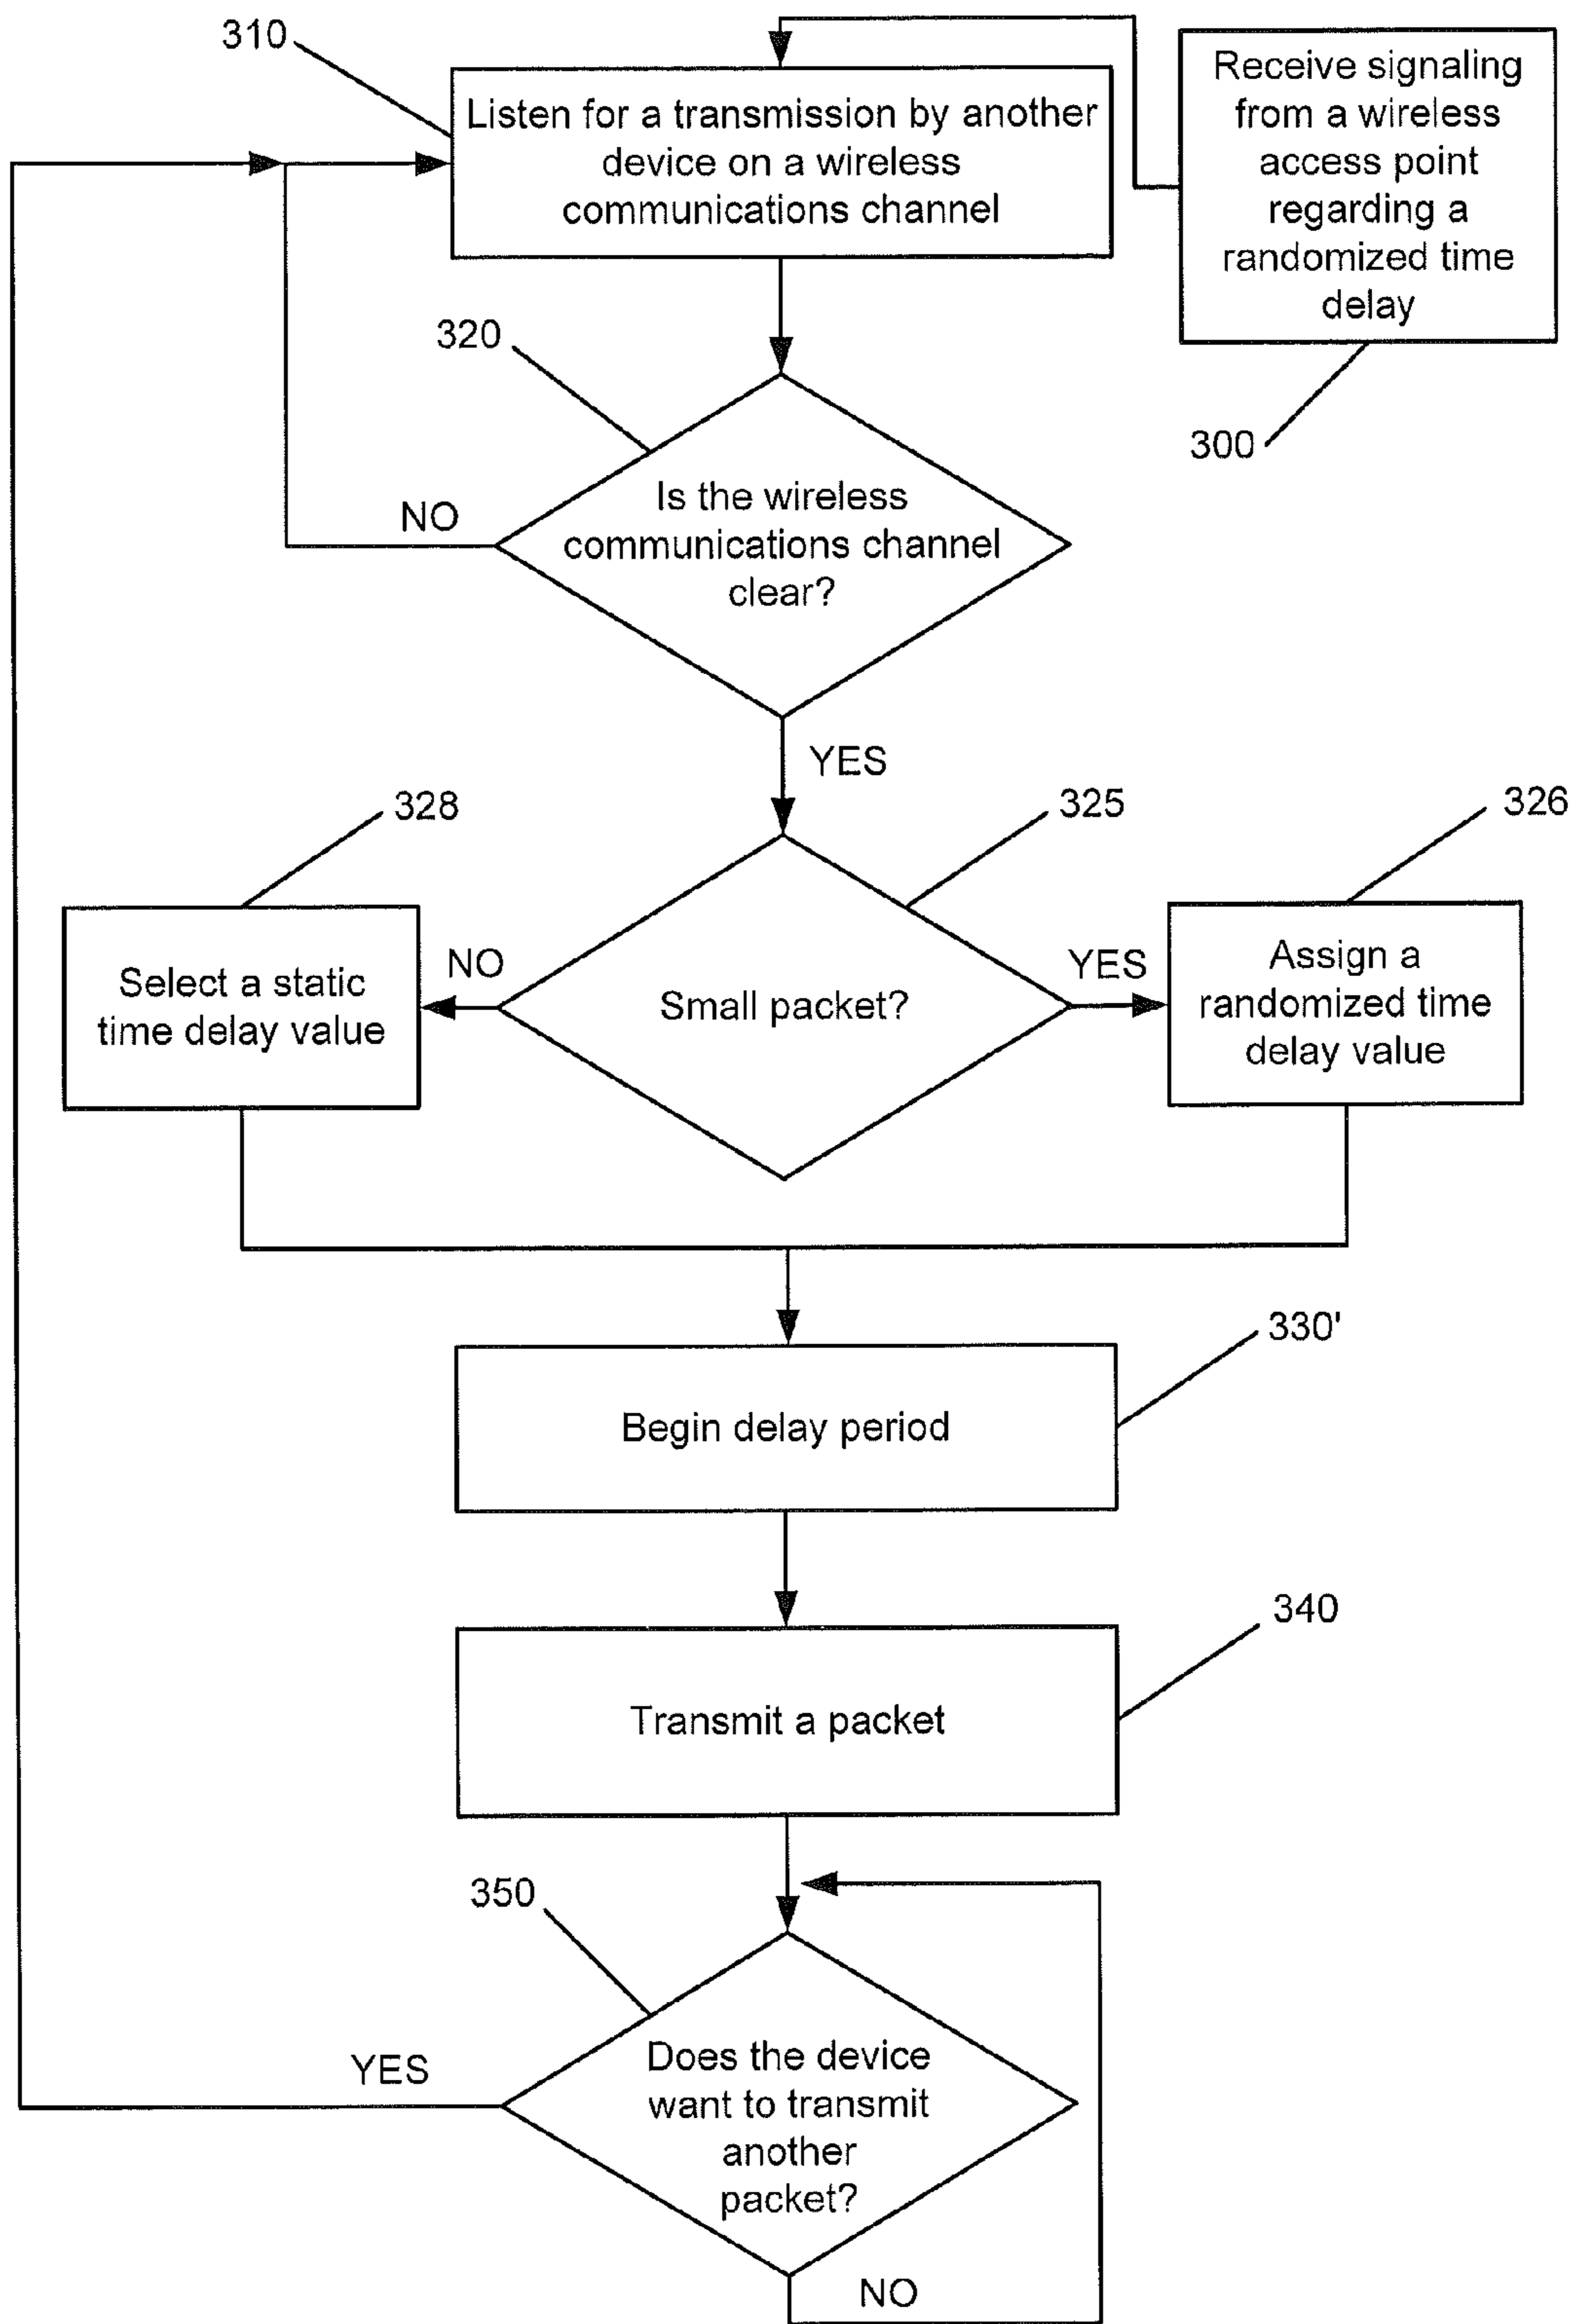 310
Listen for a transmission by another
device on a wireless
communications channel
Receive signaling
from a wireless
access point
regarding a
randomized time
delay
300
320
Is the wireless
communications channel
clear?
NO
YES
328
325
326
Select a static
time delay value
NO
Small packet?
YES
Assign a
randomized time
delay value
330'
Begin delay period
340
Transmit a packet
350
Does the device
want to transmit
another
packet?
YES
NO